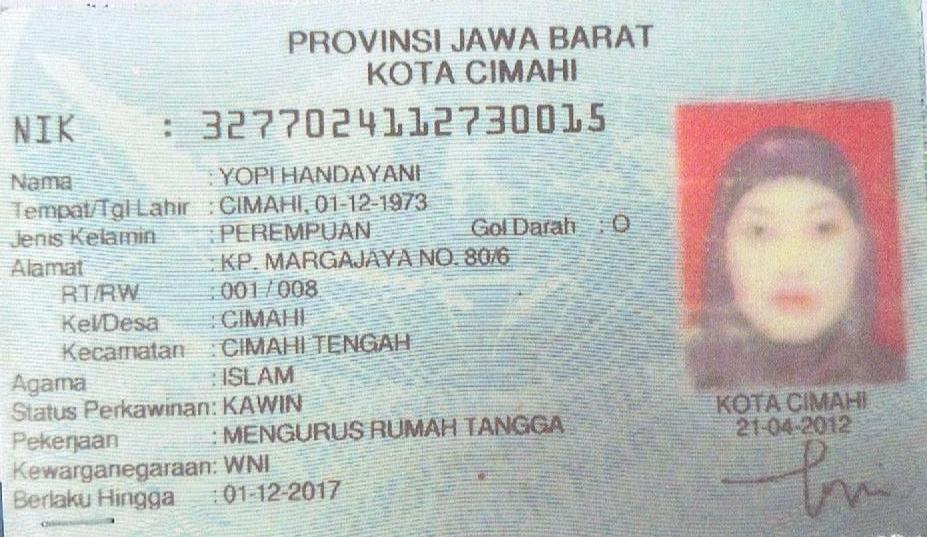 PROVINSI JAWA BARAT
KOTA CIMAHI
NIK : 3277024112730015
Nama : YOPI HANDAYANI
Tempat/Tgl Lahir : CIMAHI, 01-12-1973
Jenis Kelamin : PEREMPUAN Gol Darah : O
Alamat : KP. MARGAJAYA NO. 80/6
RT/RW : 001 / 008
Kel/Desa : CIMAHI
Kecamatan : CIMAHI TENGAH
Agama : ISLAM
Status Perkawinan: KAWIN
Pekerjaan : MENGURUS RUMAH TANGGA
Kewarganegaraan: WNI
Berlaku Hingga : 01-12-2017
KOTA CIMAHI
21-04-2012